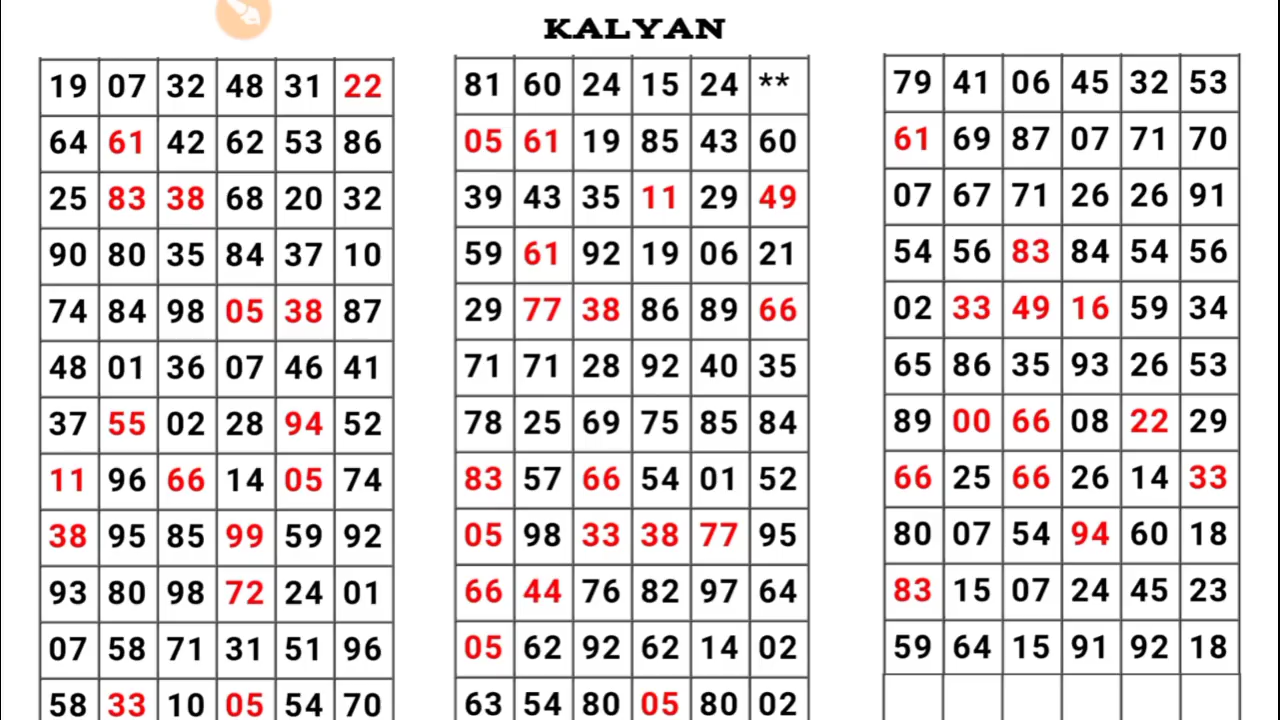 KALYAN
19 07 32 48 31 22
64 61 42 62 53 86
25 83 38 68 20 32
90 80 35 84 37 10
74 84 98 05 38 87
48 01 36 07 46 41
37 55 02 28 94 52
11 96 66 14 05 74
38 95 85 99 59 92
93 80 98 72 24 01
07 58 71 31 51 96
58 33 10 05 54 70
81 60 24 15 24 **
05 61 19 85 43 60
39 43 35 11 29 49
59 61 92 19 06 21
29 77 38 86 89 66
71 71 28 92 40 35
78 25 69 75 85 84
83 57 66 54 01 52
05 98 33 38 77 95
66 44 76 82 97 64
05 62 92 62 14 02
63 54 80 05 80 02
79 41 06 45 32 53
61 69 87 07 71 70
07 67 71 26 26 91
54 56 83 84 54 56
02 33 49 16 59 34
65 86 35 93 26 53
89 00 66 08 22 29
66 25 66 26 14 33
80 07 54 94 60 18
83 15 07 24 45 23
59 64 15 91 92 18